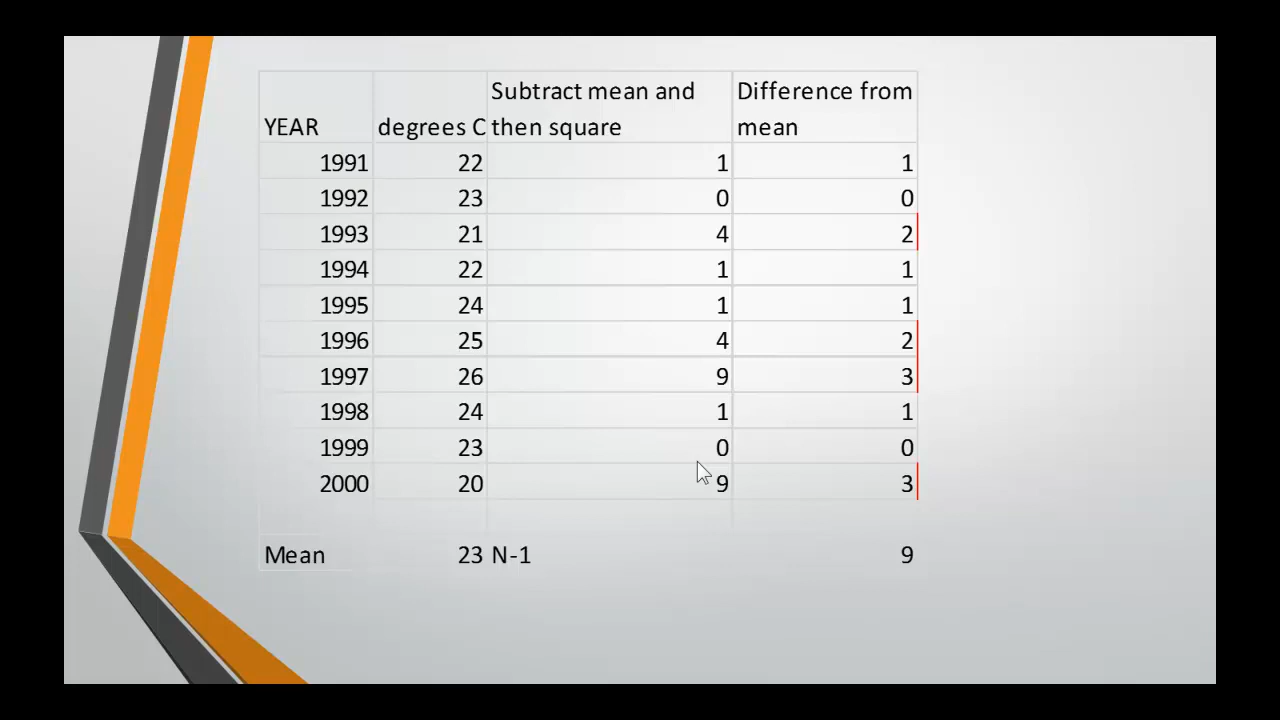 Subtract mean and Difference from
YEAR degrees C then square mean
1991 22 1 1
1992 23 0 0
1993 21 4 2
1994 22 1 1
1995 24 1 1
1996 25 4 2
1997 26 9 3
1998 24 1 1
1999 23 0 0
2000 20 9 3
Mean 23 N-1 9